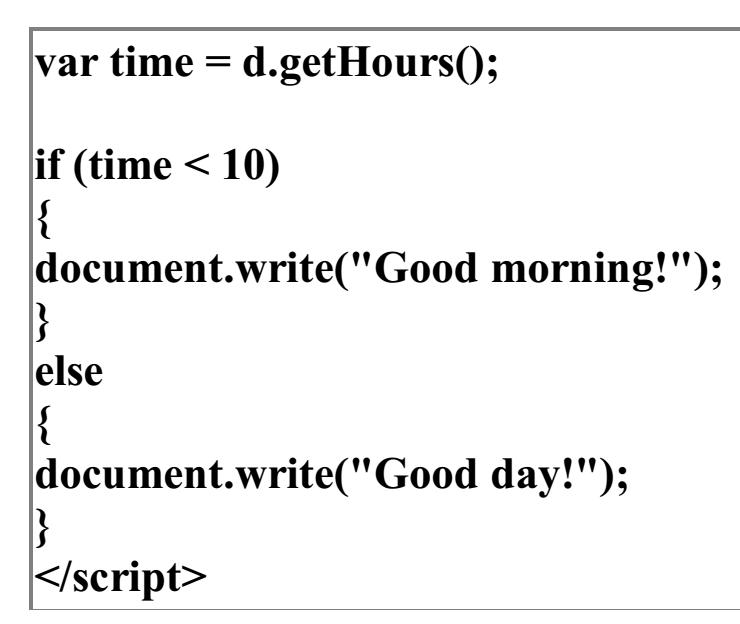 var time = d.getHours();
if (time < 10)
{
document.write("Good morning!");
}
else
{
document.write("Good day!");
}
</script>